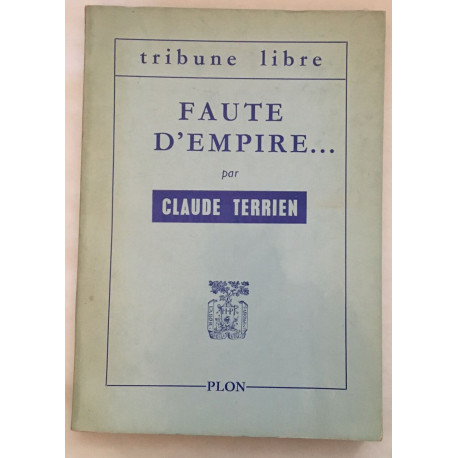 tribune libre
FAUTE
D'EMPIRE...
par
CLAUDE TERRIEN
PLON